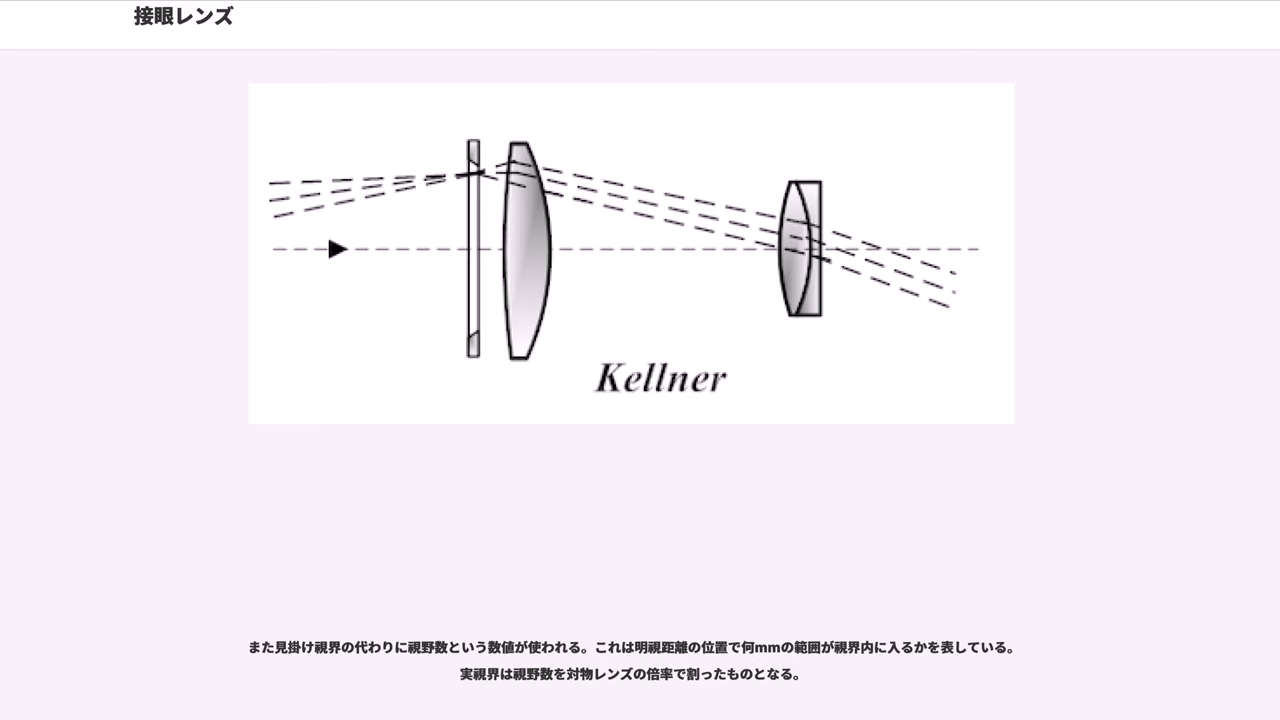 接眼レンズ
Kellner
また見掛け視界の代わりに視野数という数値が使われる。これは明視距離の位置で何mmの範囲が視界内に入るかを表している。
実視界は視野数を対物レンズの倍率で割ったものとなる。